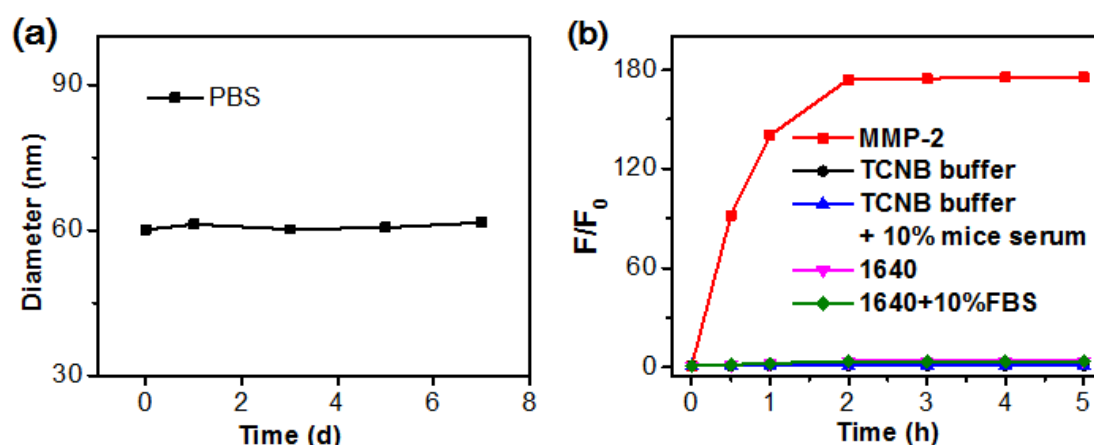 (a)
90
60
30
Diameter (nm)
PBS
0 2 4 6 8
Time (d)
(b)
180
120
60
0
F/F0
MMP-2
TCNB buffer
TCNB buffer
+ 10% mice serum
1640
1640+10%FBS
0 1 2 3 4 5
Time (h)